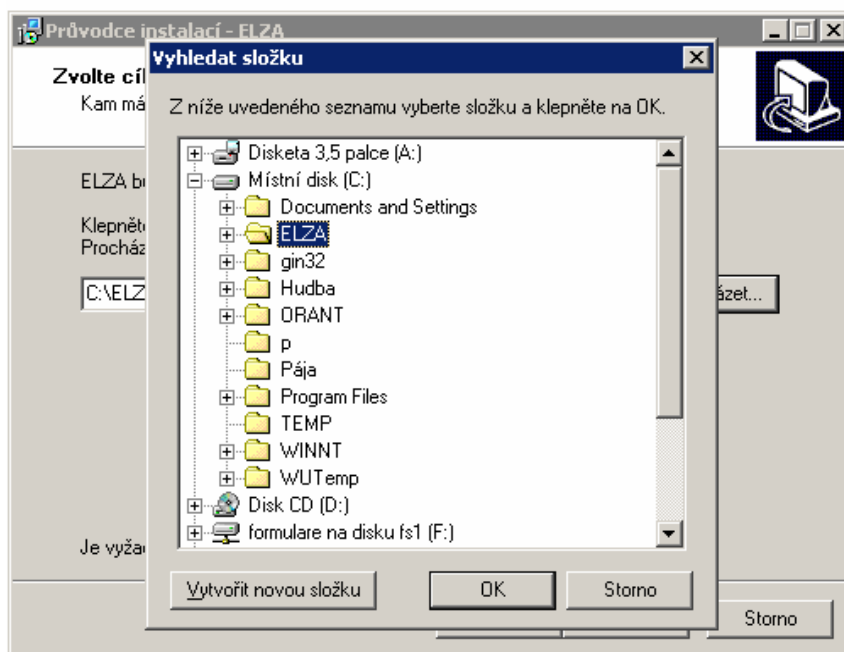 Průvodce instalací - ELZA
Vyhledat složku
Zvolte cíl
Kam má
Z níže uvedeného seznamu vyberte složku a klepněte na OK.
Disketa 3,5 palce (A:)
Místní disk (C:)
Documents and Settings
ELZA
gin32
Hudba
ORANT
p
Pája
Program Files
TEMP
WINNT
WUTemp
Disk CD (D:)
formulare na disku fs1 (F:)
ELZA b
Klepnět
Procház
C:\ELZ
ázet...
Je vyža
Vytvořit novou složku
OK
Storno
Storno